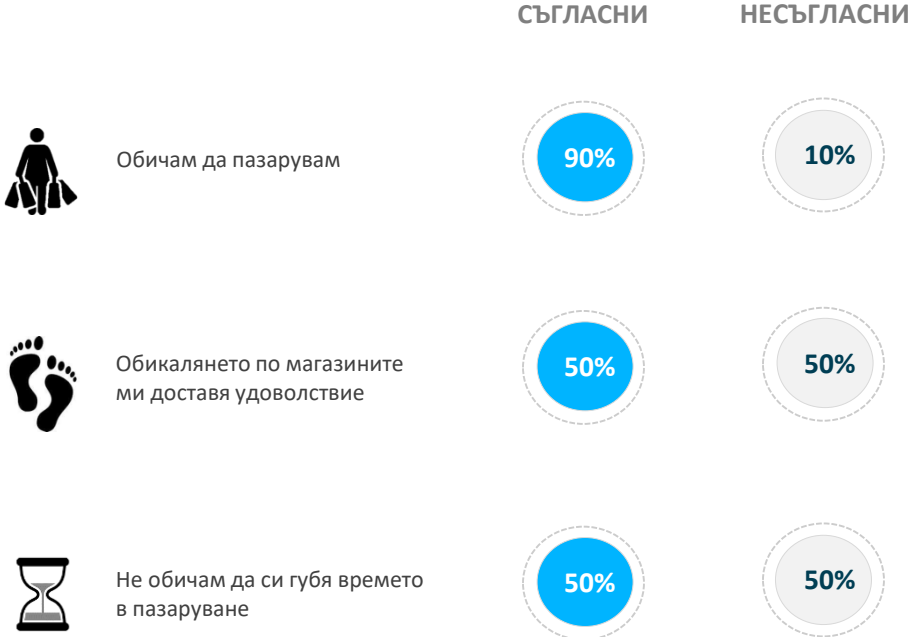 СЪГЛАСНИ НЕСЪГЛАСНИ
Обичам да пазарувам 90% 10%
Обикалянето по магазините
ми доставя удоволствие 50% 50%
Не обичам да си губя времето
в пазаруване 50% 50%